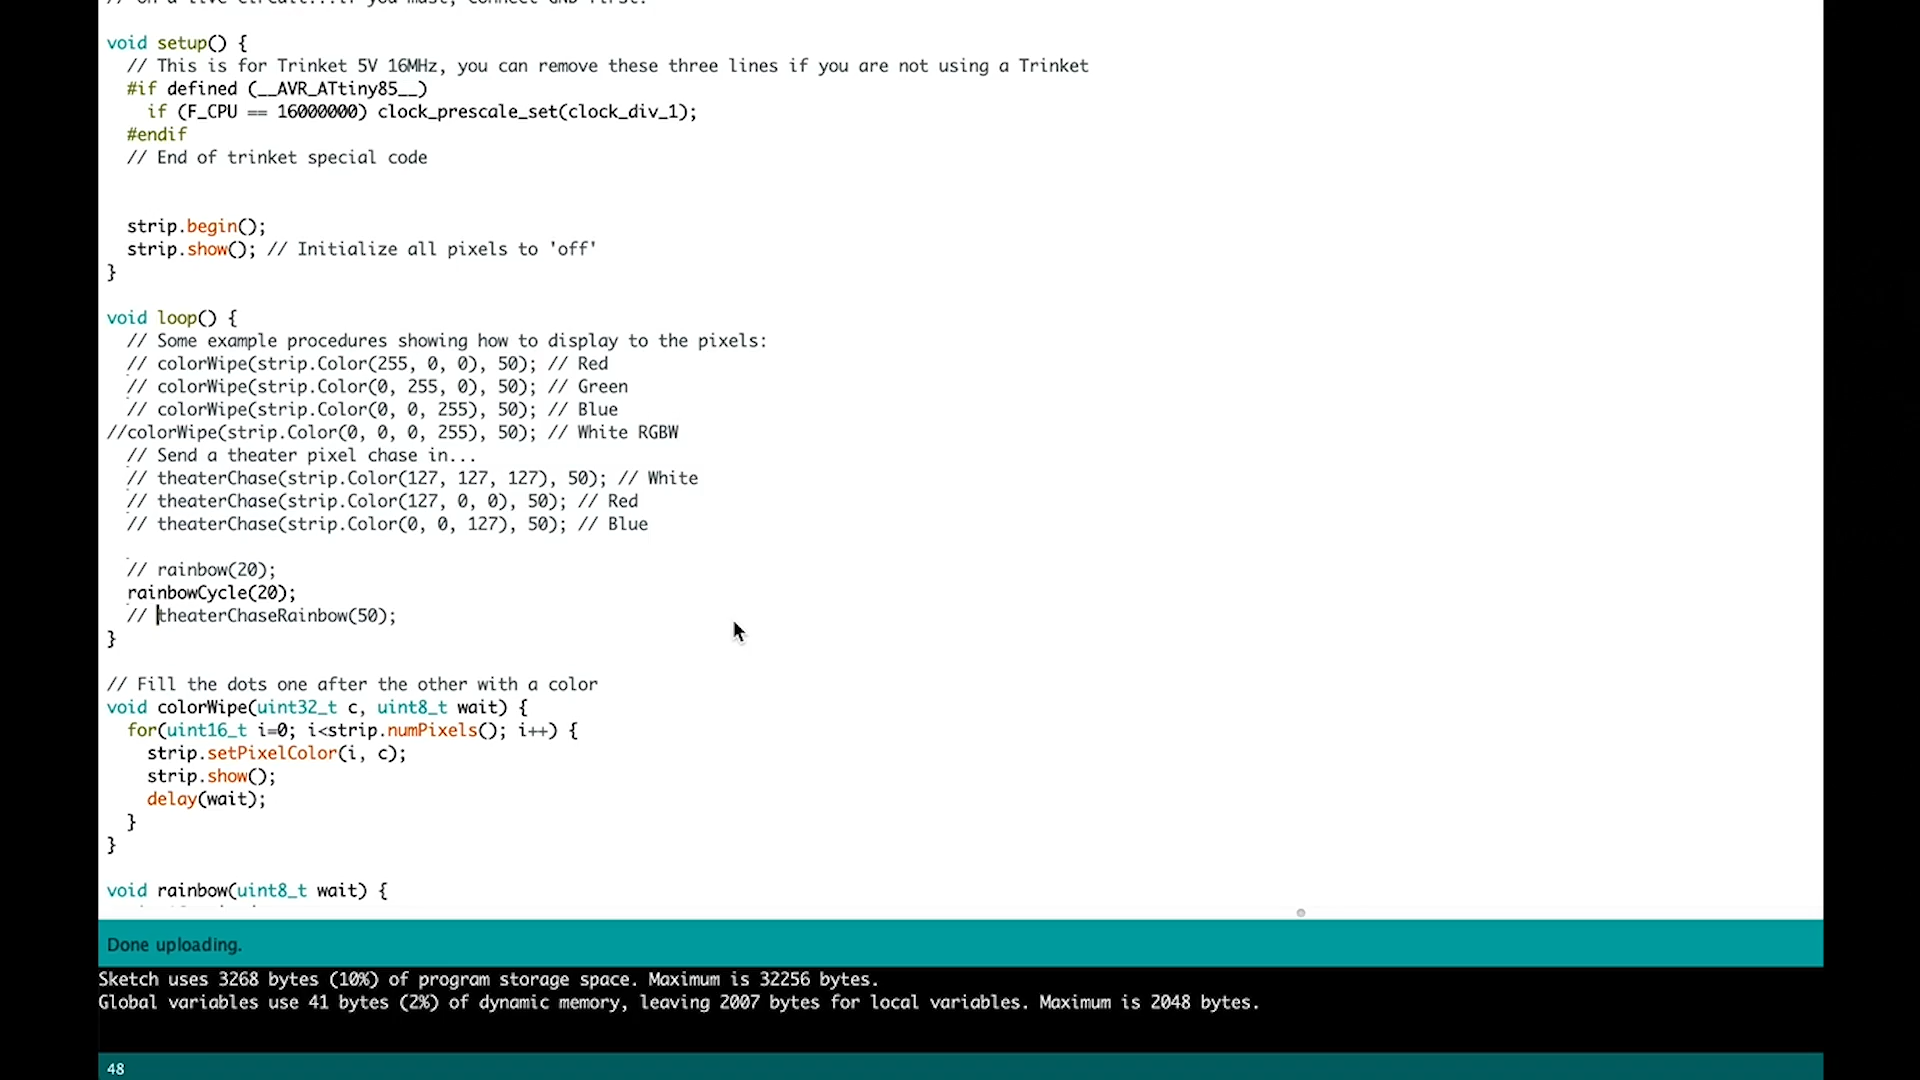 // on a live circuit...if you must, connect GND first.
void setup() {
// This is for Trinket 5V 16MHz, you can remove these three lines if you are not using a Trinket
#if defined (__AVR_ATtiny85__)
if (F_CPU == 16000000) clock_prescale_set(clock_div_1);
#endif
// End of trinket special code
strip.begin();
strip.show(); // Initialize all pixels to 'off'
}
void loop() {
// Some example procedures showing how to display to the pixels:
// colorWipe(strip.Color(255, 0, 0), 50); // Red
// colorWipe(strip.Color(0, 255, 0), 50); // Green
// colorWipe(strip.Color(0, 0, 255), 50); // Blue
//colorWipe(strip.Color(0, 0, 0, 255), 50); // White RGBW
// Send a theater pixel chase in...
// theaterChase(strip.Color(127, 127, 127), 50); // White
// theaterChase(strip.Color(127, 0, 0), 50); // Red
// theaterChase(strip.Color(0, 0, 127), 50); // Blue
// rainbow(20);
rainbowCycle(20);
// theaterChaseRainbow(50);
}
// Fill the dots one after the other with a color
void colorWipe(uint32_t c, uint8_t wait) {
for(uint16_t i=0; i<strip.numPixels(); i++) {
strip.setPixelColor(i, c);
strip.show();
delay(wait);
}
}
void rainbow(uint8_t wait) {
Done uploading.
Sketch uses 3268 bytes (10%) of program storage space. Maximum is 32256 bytes.
Global variables use 41 bytes (2%) of dynamic memory, leaving 2007 bytes for local variables. Maximum is 2048 bytes.
48